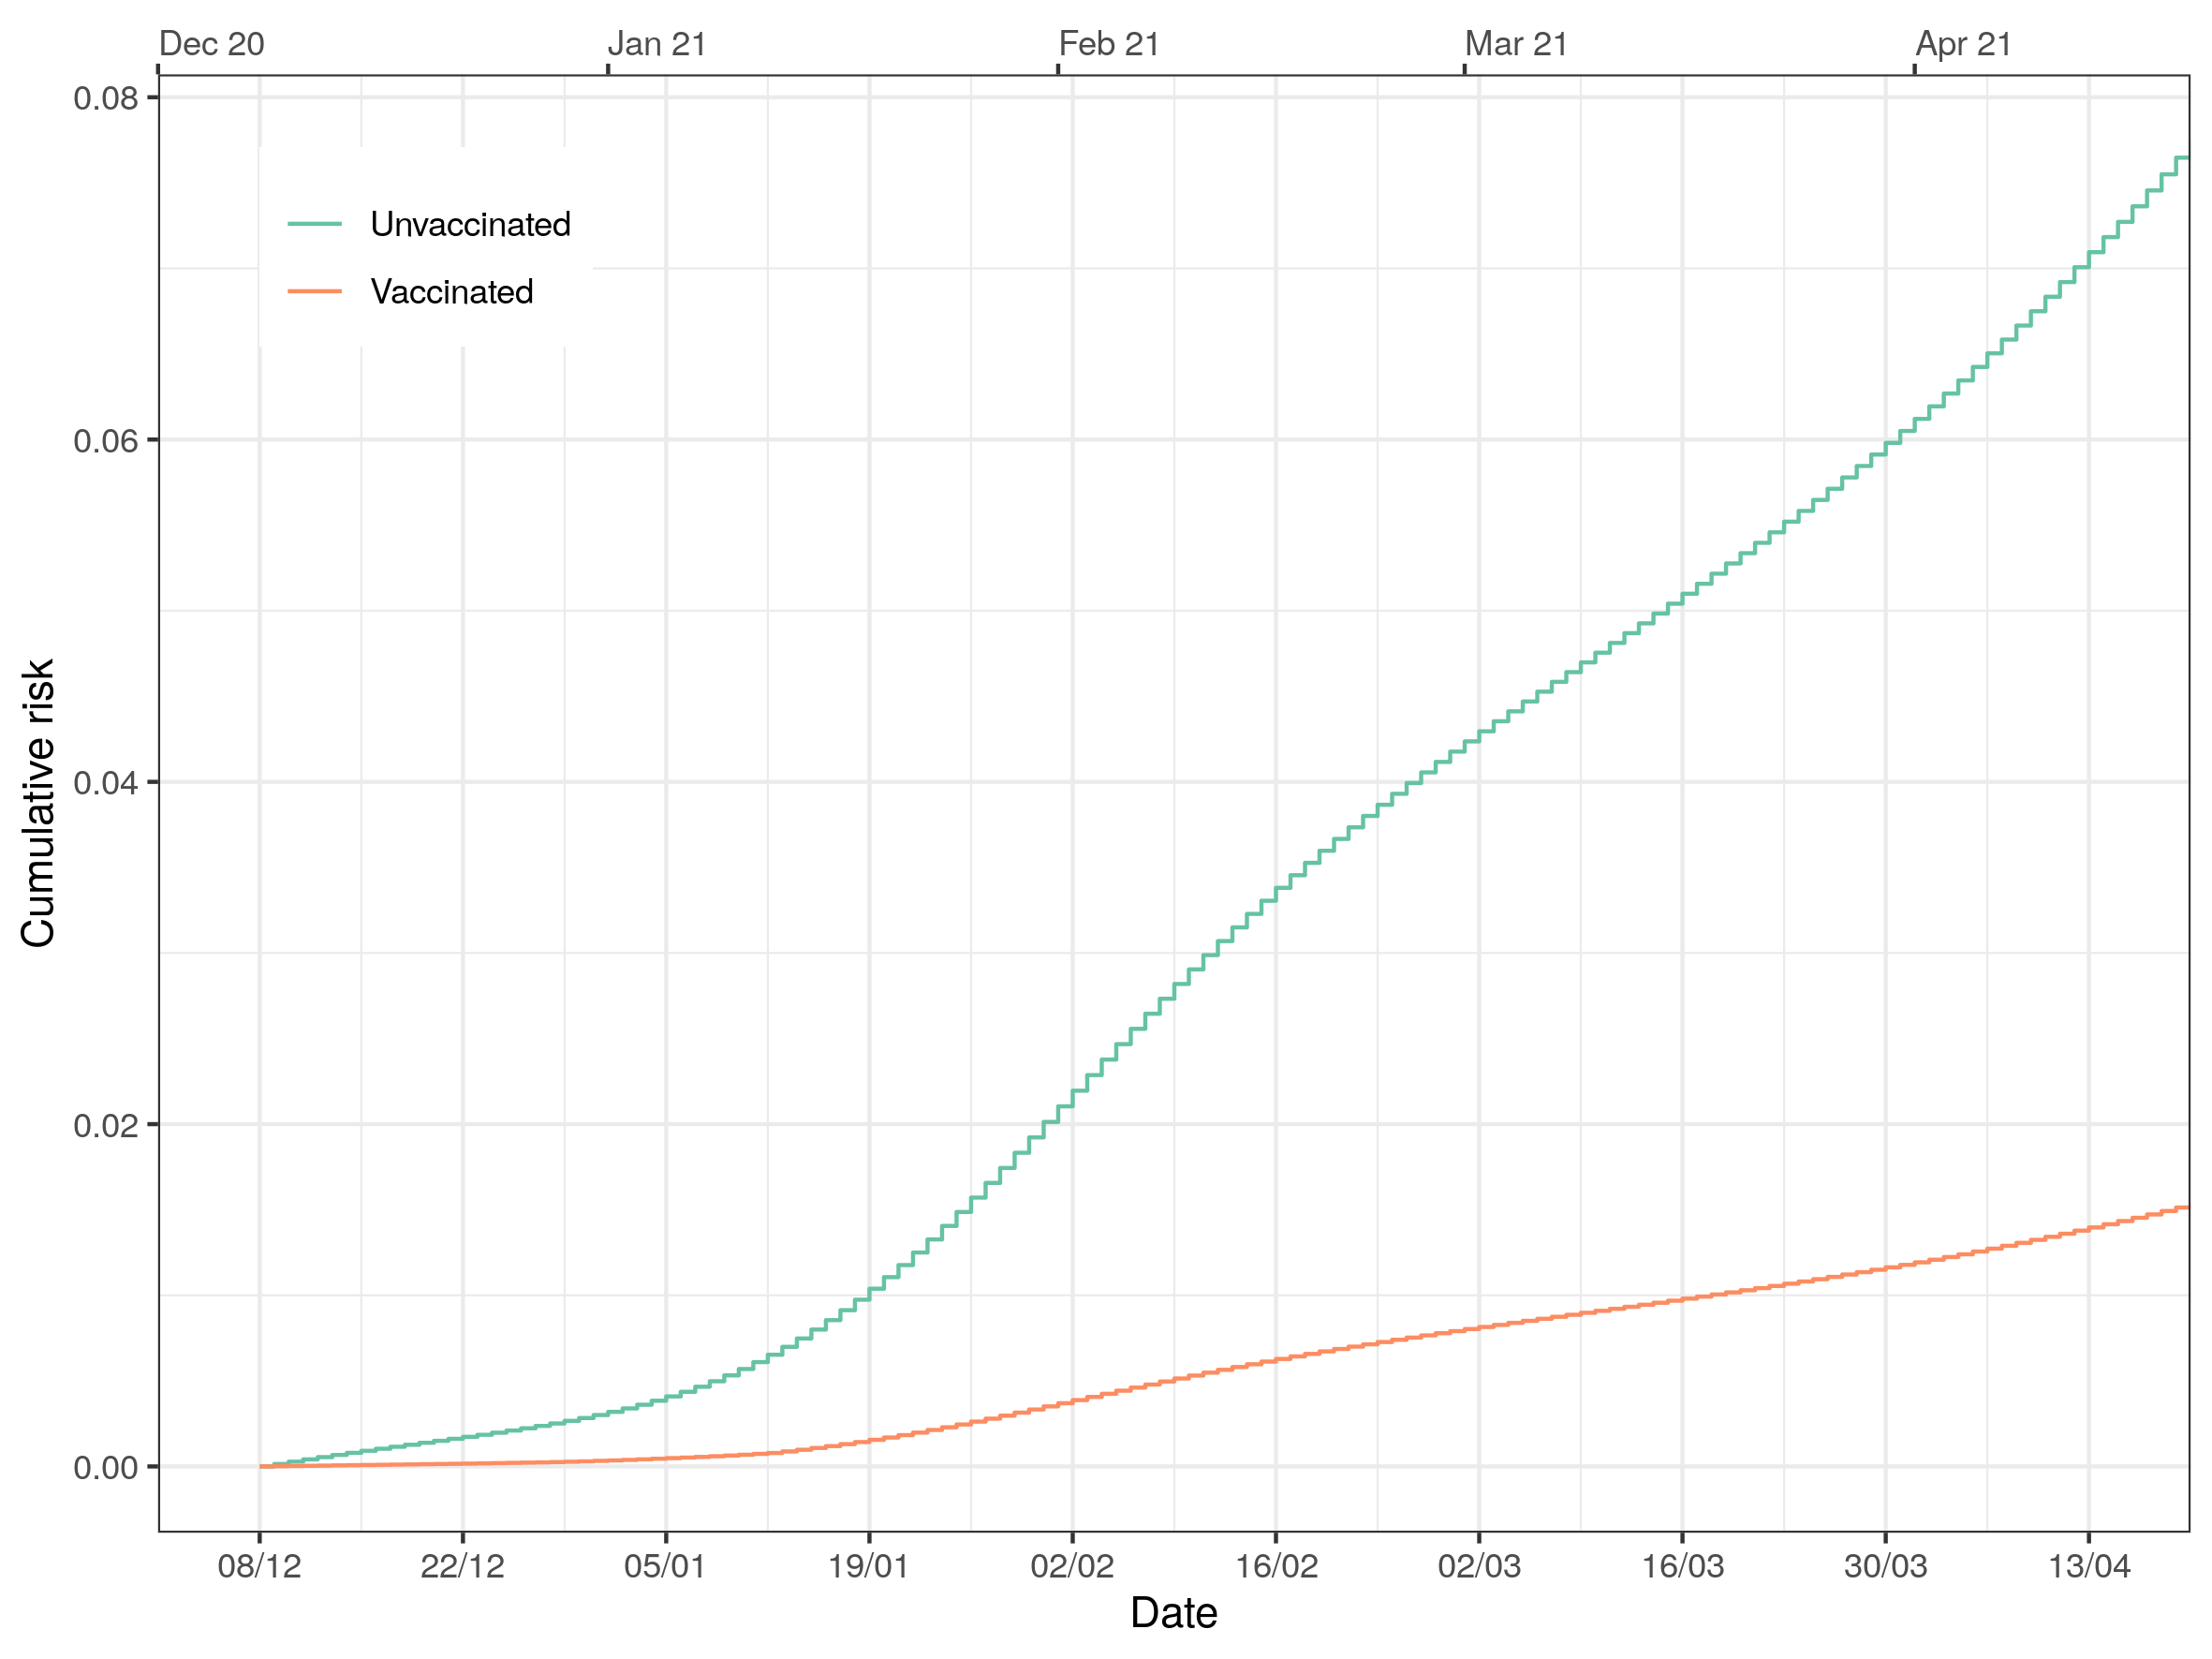 Dec 20 Jan 21 Feb 21 Mar 21 Apr 21
0.08
Unvaccinated
Vaccinated
0.06
0.04
0.02
0.00
Cumulative risk
08/12 22/12 05/01 19/01 02/02 16/02 02/03 16/03 30/03 13/04
Date